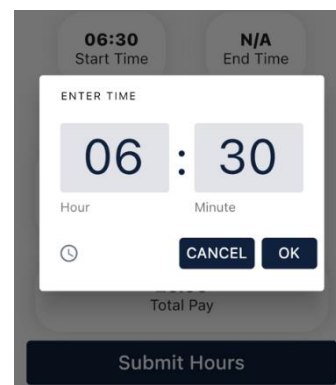 06:30 N/A
Start Time End Time
ENTER TIME
06 : 30
Hour Minute
CANCEL OK
Total Pay
Submit Hours